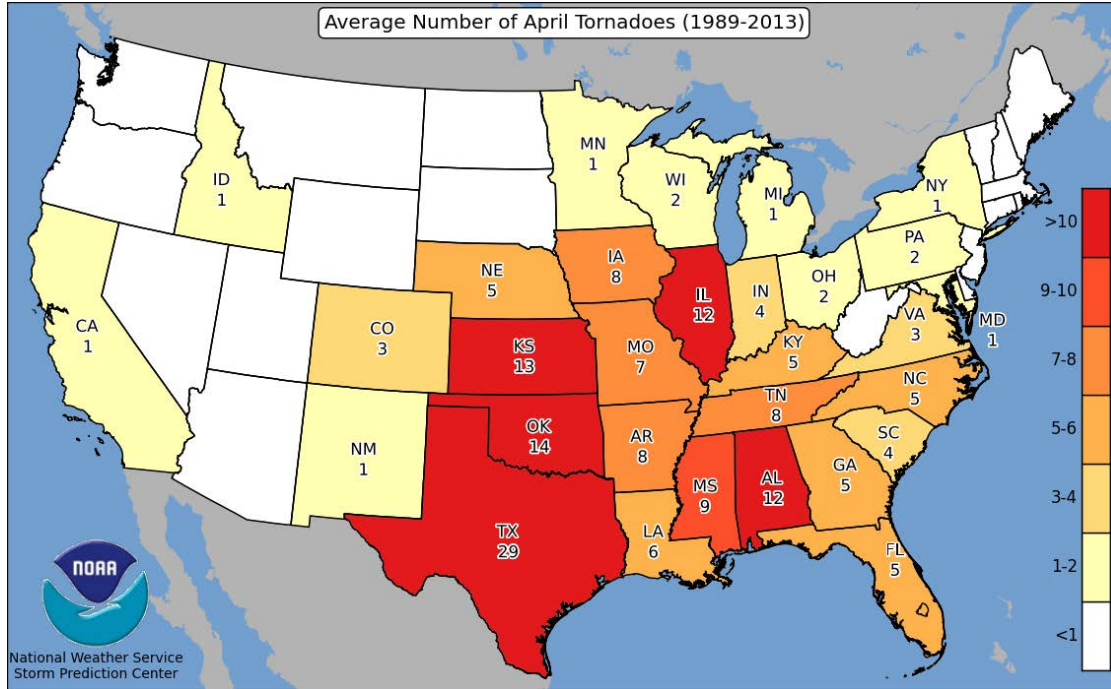 Average Number of April Tornadoes (1989-2013)
MN
1
ID
1
WI
2
MI
1
NY
1
PA
2
NE
5
IA
8
IL
12
IN
4
OH
2
CA
1
CO
3
KS
13
MO
7
KY
5
VA
3
MD
1
NM
1
OK
14
AR
8
TN
8
NC
5
SC
4
TX
29
LA
6
MS
9
AL
12
GA
5
FL
5
>10
9-10
7-8
5-6
3-4
1-2
<1
NOAA
National Weather Service
Storm Prediction Center